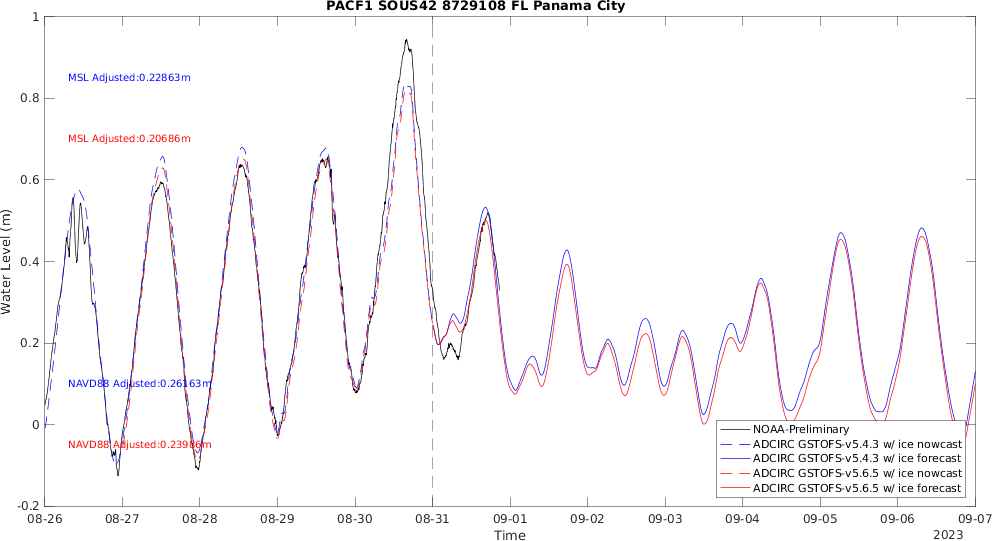 PACF1 SOUS42 8729108 FL Panama City
1
MSL Adjusted:0.22863m
0.8
MSL Adjusted:0.20686m
0.6
Water Level (m)
0.4
0.2
NAVD88 Adjusted:0.26163m
0
NAVD88 Adjusted:0.23986m
NOAA-Preliminary
ADCIRC GSTOFS-v5.4.3 w/ ice nowcast
ADCIRC GSTOFS-v5.4.3 w/ ice forecast
ADCIRC GSTOFS-v5.6.5 w/ ice nowcast
ADCIRC GSTOFS-v5.6.5 w/ ice forecast
-0.2
08-26 08-27 08-28 08-29 08-30 08-31 09-01 09-02 09-03 09-04 09-05 09-06 09-07
Time
2023